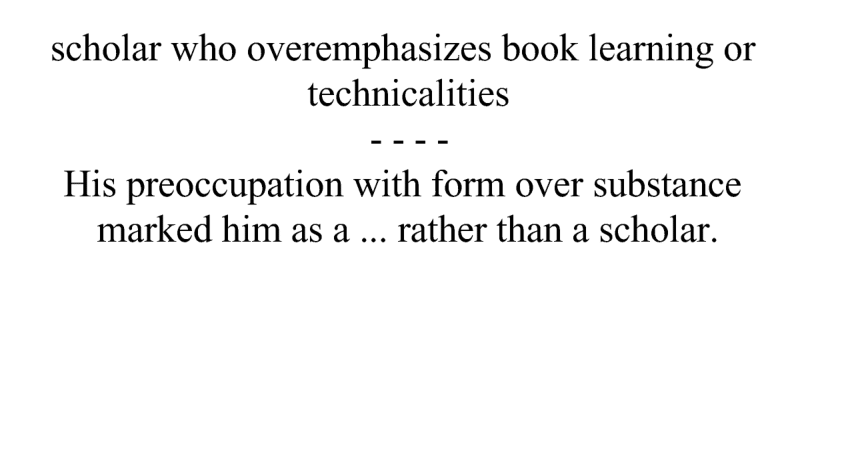 scholar who overemphasizes book learning or
technicalities
- - - -
His preoccupation with form over substance
marked him as a ... rather than a scholar.